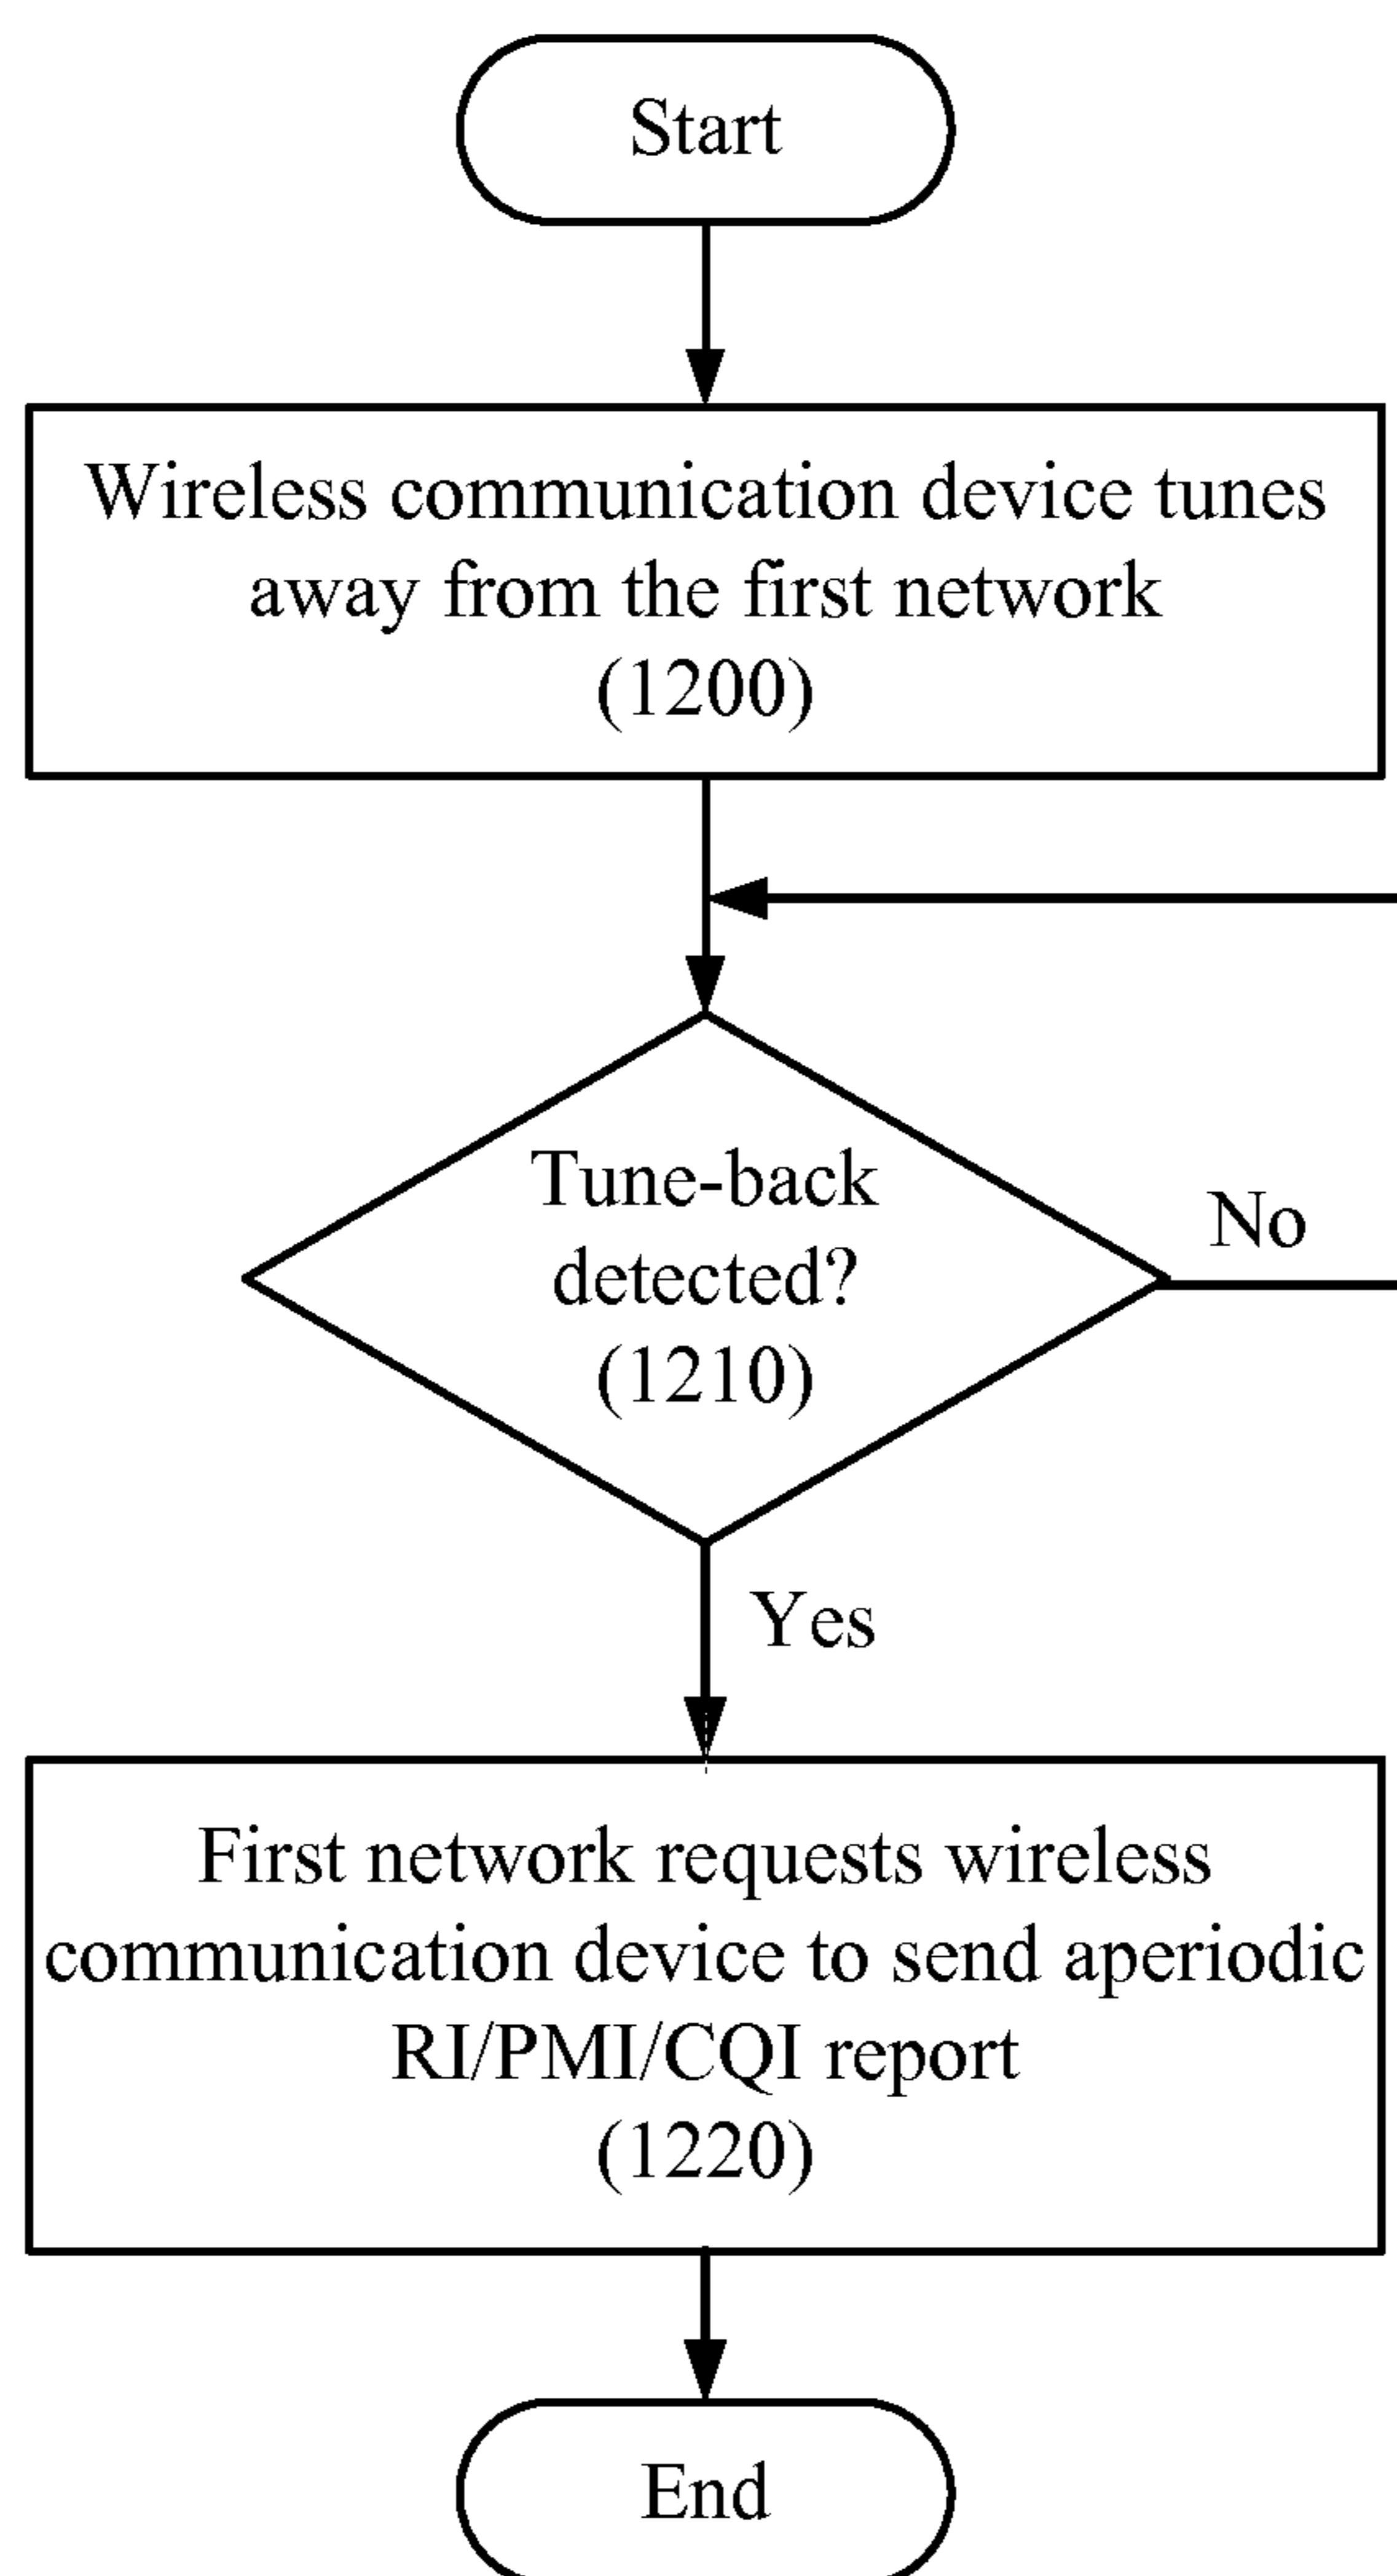 Start
Wireless communication device tunes
away from the first network
(1200)
Tune-back
detected?
(1210)
No
Yes
First network requests wireless
communication device to send aperiodic
RI/PMI/CQI report
(1220)
End